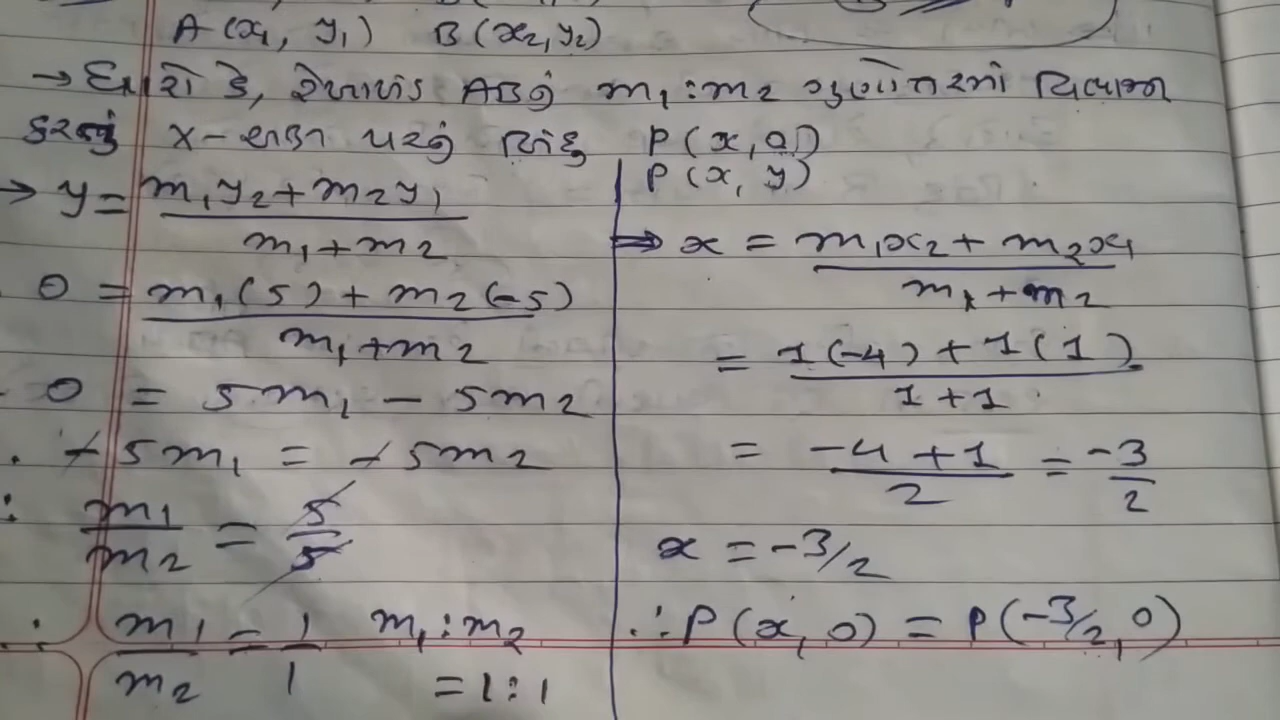 A (x1, y1) B (x2, y2)
→ ધારો કે, રેખાખંડ ABનું m1 : m2 ગુણોત્તરમાં વિભાજન
કરતું x-અક્ષ પરનું બિંદુ P (x, 0)
P (x, y)
→ y = m1y2 + m2y1 / m1 + m2
0 = m1(5) + m2(-5) / m1 + m2
0 = 5m1 - 5m2
5m1 = 5m2
∴ m1 / m2 = 5 / 5
∴ m1 / m2 = 1 / 1 m1 : m2
= 1 : 1
⇒ x = m1x2 + m2x1 / m1 + m2
= 1(-4) + 1(1) / 1 + 1
= -4 + 1 / 2 = -3 / 2
x = -3/2
∴ P (x, 0) = P(-3/2, 0)